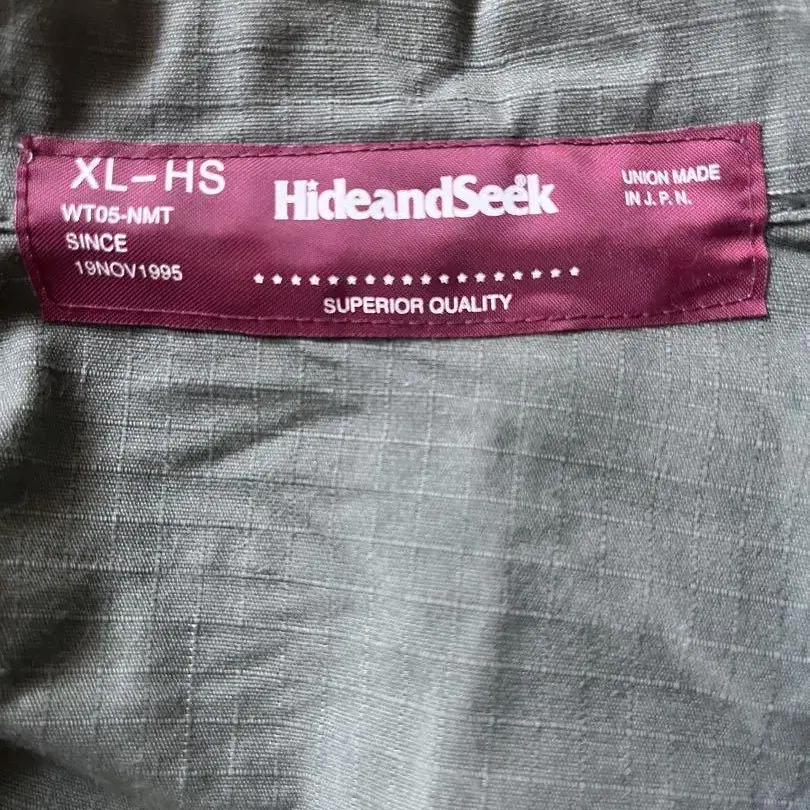 XL-HS
WT05-NMT
SINCE
19NOV1995
HideandSeek
SUPERIOR QUALITY
UNION MADE
IN J. P. N.